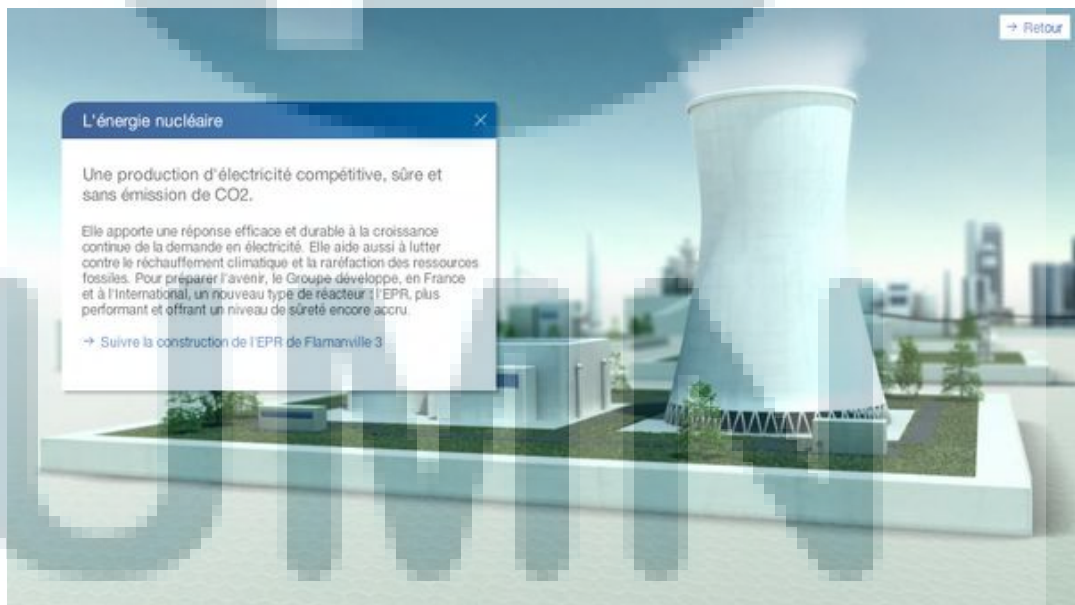 → Retour
L'énergie nucléaire
Une production d'électricité compétitive, sûre et
sans émission de CO2.
Elle apporte une réponse efficace et durable à la croissance
continue de la demande en électricité. Elle aide aussi à lutter
contre le réchauffement climatique et la raréfaction des ressources
fossiles. Pour préparer l'avenir, le Groupe développe, en France
et à l'International, un nouveau type de réacteur : l'EPR, plus
performant et offrant un niveau de sûreté encore accru.
→ Suivre la construction de l'EPR de Flamanville 3
UMN